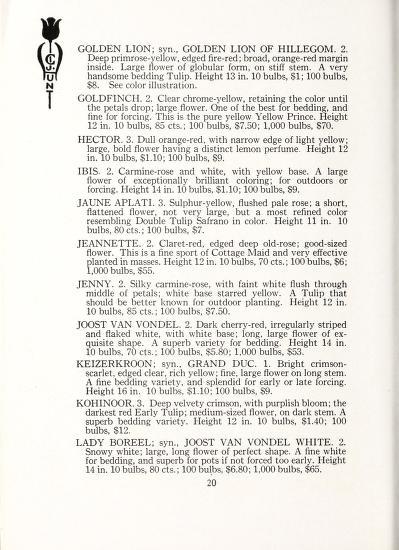 C.J. HUNT
GOLDEN LION; syn., GOLDEN LION OF HILLEGOM. 2.
Deep primrose-yellow, edged fire-red; broad, orange-red margin
inside. Large flower of globular form, on stiff stem. A very
handsome bedding Tulip. Height 13 in. 10 bulbs, $1; 100 bulbs,
$8. See color illustration.
GOLDFINCH. 2. Clear chrome-yellow, retaining the color until
the petals drop; large flower. One of the best for bedding, and
fine for forcing. This is the pure yellow Yellow Prince. Height
12 in. 10 bulbs, 85 cts.; 100 bulbs, $7.50; 1,000 bulbs, $70.
HECTOR. 3. Dull orange-red, with narrow edge of light yellow;
large, bold flower having a distinct lemon perfume. Height 12
in. 10 bulbs, $1.10; 100 bulbs, $9.
IBIS. 2. Carmine-rose and white, with yellow base. A large
flower of exceptionally brilliant coloring; for outdoors or
forcing. Height 14 in. 10 bulbs, $1.10; 100 bulbs, $9.
JAUNE APLATI. 3. Sulphur-yellow, flushed pale rose; a short,
flattened flower, not very large, but a most refined color
resembling Double Tulip Safrano in color. Height 11 in. 10
bulbs, 80 cts.; 100 bulbs, $7.
JEANNETTE. 2. Claret-red, edged deep old-rose; good-sized
flower. This is a fine sport of Cottage Maid and very effective
planted in masses. Height 12 in. 10 bulbs, 70 cts.; 100 bulbs, $6;
1,000 bulbs, $55.
JENNY. 2. Silky carmine-rose, with faint white flush through
middle of petals; white base starred yellow. A Tulip that
should be better known for outdoor planting. Height 12 in.
10 bulbs, 85 cts.; 100 bulbs, $7.50.
JOOST VAN VONDEL. 2. Dark cherry-red, irregularly striped
and flaked white, with white base; long, large flower of ex-
quisite shape. A superb variety for bedding. Height 14 in.
10 bulbs, 70 cts.; 100 bulbs, $5.80; 1,000 bulbs, $53.
KEIZERKROON; syn., GRAND DUC. 1. Bright crimson-
scarlet, edged clear, rich yellow; fine, large flower on long stem.
A fine bedding variety, and splendid for early or late forcing.
Height 16 in. 10 bulbs, $1.10; 100 bulbs, $9.
KOHINOOR. 3. Deep velvety crimson, with purplish bloom; the
darkest red Early Tulip; medium-sized flower, on dark stem. A
superb bedding variety. Height 12 in. 10 bulbs, $1.40; 100
bulbs, $12.
LADY BOREEL; syn., JOOST VAN VONDEL WHITE. 2.
Snowy white; large, long flower of perfect shape. A fine white
for bedding, and superb for pots if not forced too early. Height
14 in. 10 bulbs, 80 cts.; 100 bulbs, $6.80; 1,000 bulbs, $65.
20